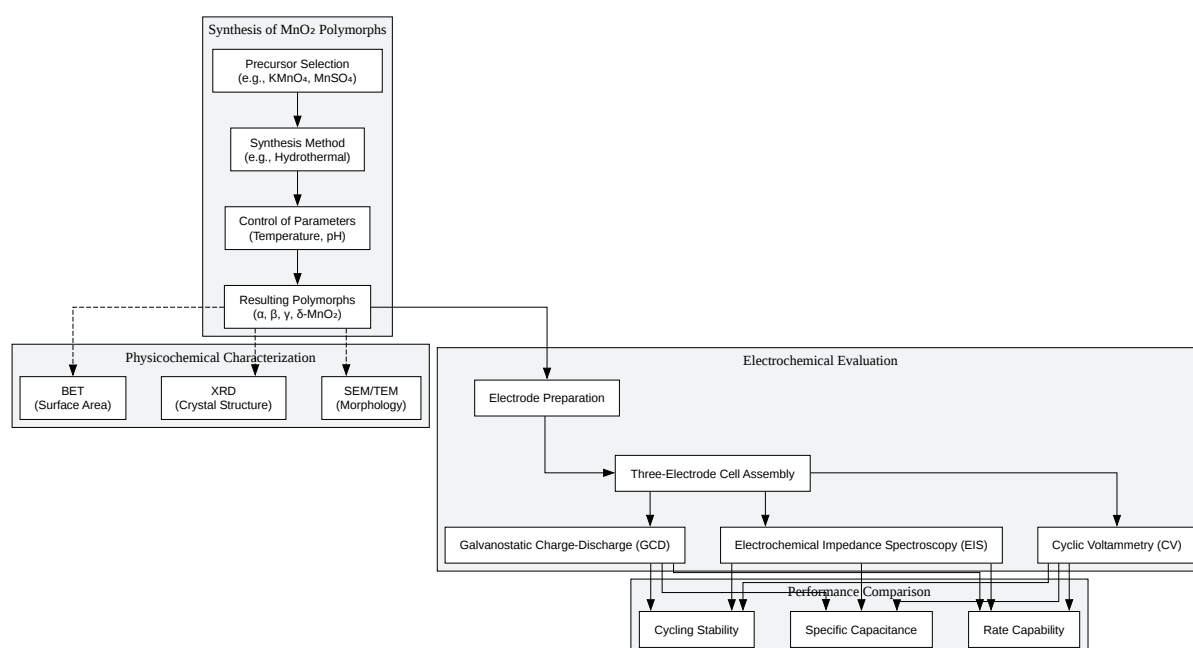 Synthesis of MnO₂ Polymorphs
Precursor Selection
(e.g., KMnO₄, MnSO₄)
Synthesis Method
(e.g., Hydrothermal)
Control of Parameters
(Temperature, pH)
Resulting Polymorphs
(α, β, γ, δ-MnO₂)
Physicochemical Characterization
BET
(Surface Area)
XRD
(Crystal Structure)
SEM/TEM
(Morphology)
Electrochemical Evaluation
Electrode Preparation
Three-Electrode Cell Assembly
Galvanostatic Charge-Discharge (GCD)
Electrochemical Impedance Spectroscopy (EIS)
Cyclic Voltammetry (CV)
Performance Comparison
Cycling Stability
Specific Capacitance
Rate Capability